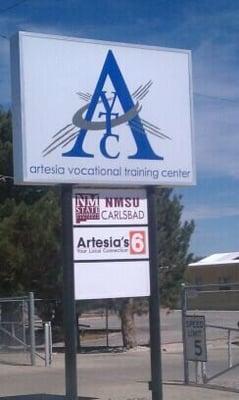 A
V
T
C
artesia vocational training center
NM
STATE
NMSU
CARLSBAD
Artesia's 6
Your Local Connection
SPEED
LIMIT
5